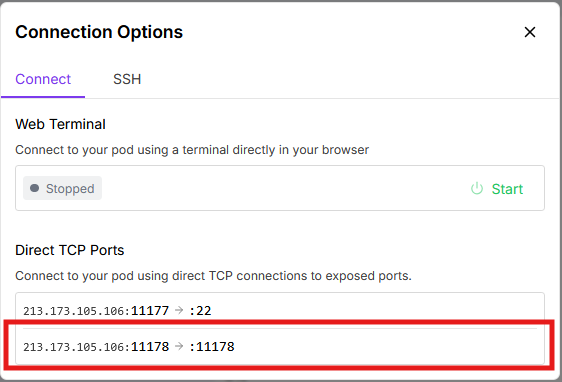 Connection Options
Connect SSH
Web Terminal
Connect to your pod using a terminal directly in your browser
Stopped Start
Direct TCP Ports
Connect to your pod using direct TCP connections to exposed ports.
213.173.105.106:11177 → :22
213.173.105.106:11178 → :11178